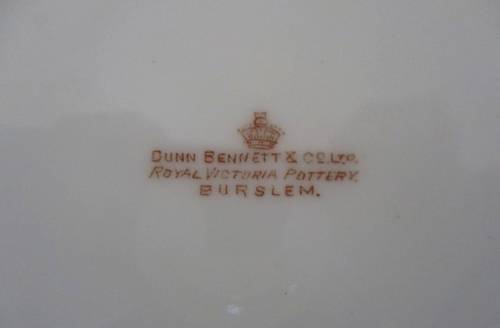 DUNN BENNETT & CO. LTD.
ROYAL VICTORIA POTTERY.
BURSLEM.